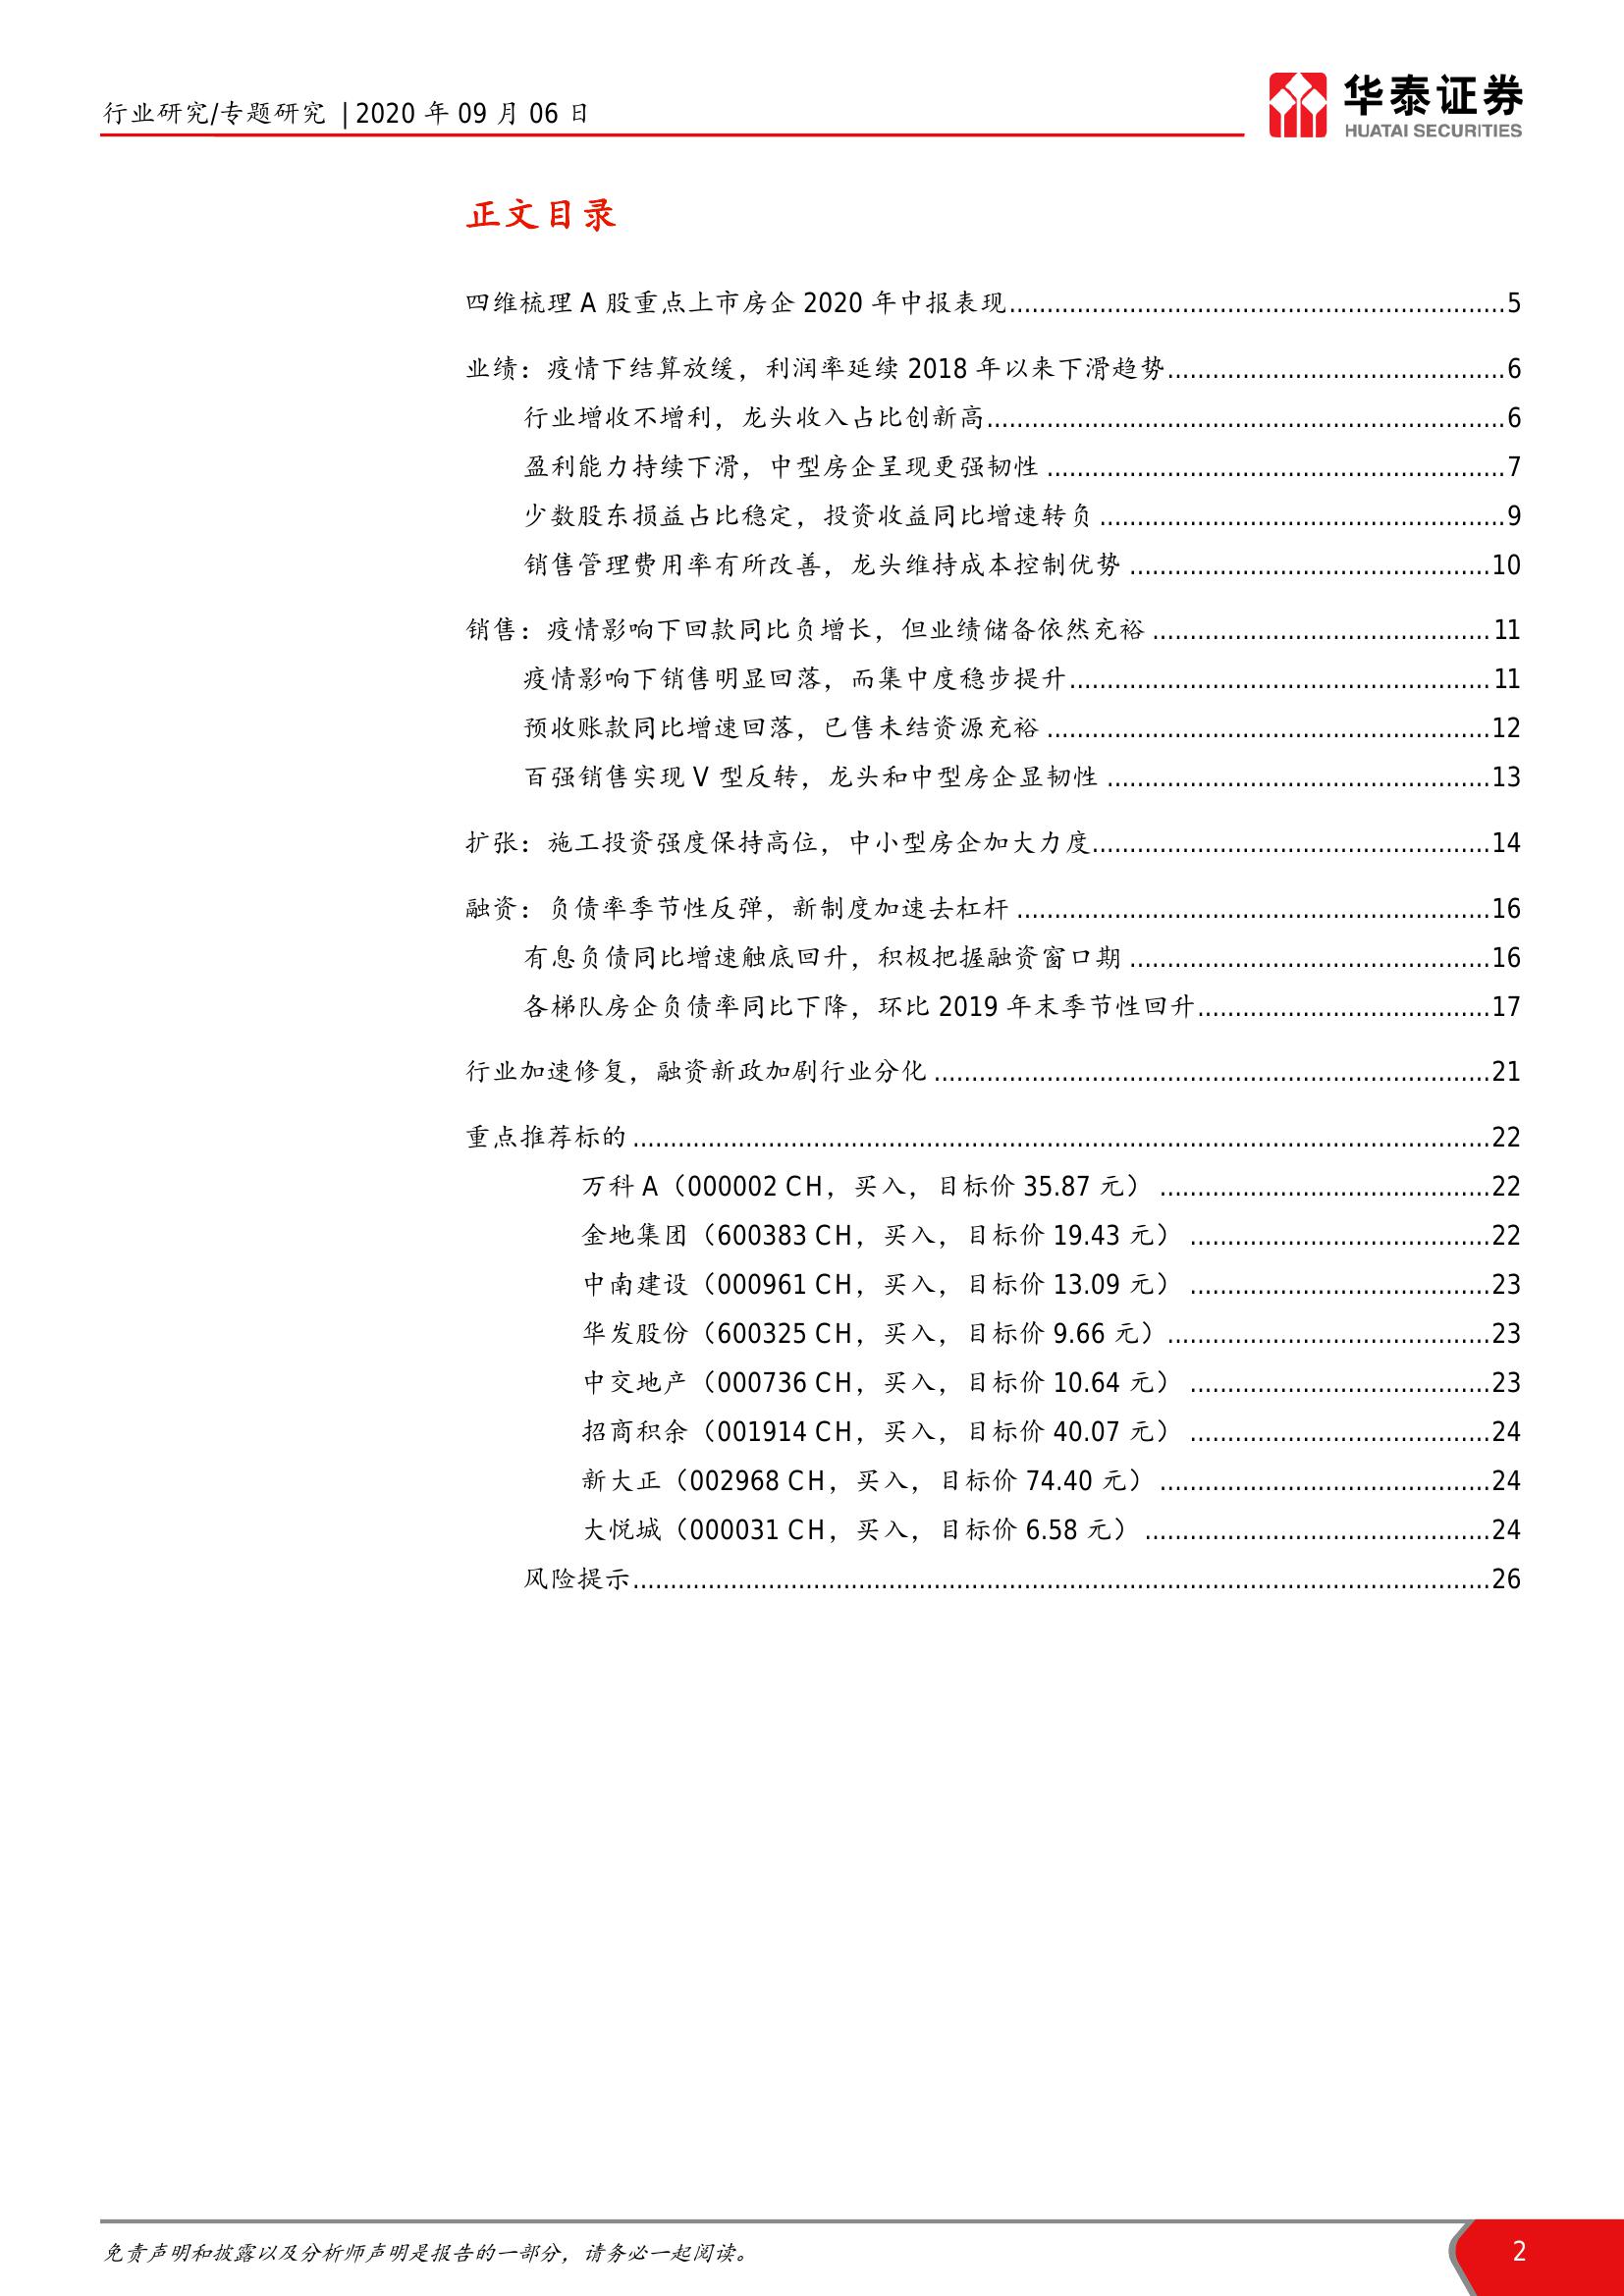 行业研究/专题研究 | 2020 年 09 月 06 日
华泰证券
HUATAI SECURITIES
正文目录
四维梳理 A 股重点上市房企 2020 年中报表现....................5
业绩：疫情下结算放缓，利润率延续 2018 年以来下滑趋势....................6
行业增收不增利，龙头收入占比创新高....................6
盈利能力持续下滑，中型房企呈现更强韧性....................7
少数股东损益占比稳定，投资收益同比增速转负....................9
销售管理费用率有所改善，龙头维持成本控制优势....................10
销售：疫情影响下回款同比负增长，但业绩储备依然充裕....................11
疫情影响下销售明显回落，而集中度稳步提升....................11
预收账款同比增速回落，已售未结资源充裕....................12
百强销售实现 V 型反转，龙头和中型房企显韧性....................13
扩张：施工投资强度保持高位，中小型房企加大力度....................14
融资：负债率季节性反弹，新制度加速去杠杆....................16
有息负债同比增速触底回升，积极把握融资窗口期....................16
各梯队房企负债率同比下降，环比 2019 年末季节性回升....................17
行业加速修复，融资新政加剧行业分化....................21
重点推荐标的....................22
万科 A（000002 CH，买入，目标价 35.87 元）....................22
金地集团（600383 CH，买入，目标价 19.43 元）....................22
中南建设（000961 CH，买入，目标价 13.09 元）....................23
华发股份（600325 CH，买入，目标价 9.66 元）....................23
中交地产（000736 CH，买入，目标价 10.64 元）....................23
招商积余（001914 CH，买入，目标价 40.07 元）....................24
新大正（002968 CH，买入，目标价 74.40 元）....................24
大悦城（000031 CH，买入，目标价 6.58 元）....................24
风险提示....................26
免责声明和披露以及分析师声明是报告的一部分，请务必一起阅读。
2